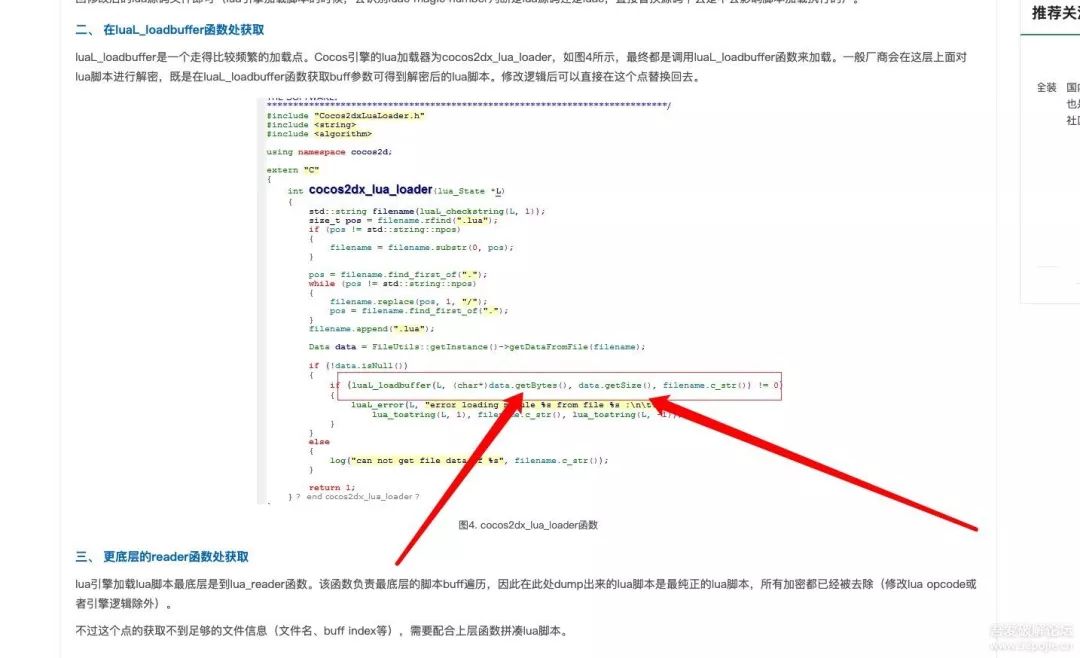 二、 在luaL_loadbuffer函数处获取
推荐关注
luaL_loadbuffer是一个走得比较频繁的加载点。Cocos引擎的lua加载器为cocos2dx_lua_loader，如图4所示，最终都是调用luaL_loadbuffer函数来加载。一般厂商会在这层上面对
lua脚本进行解密，既是在luaL_loadbuffer函数获取buff参数可得到解密后的lua脚本。修改逻辑后可以直接在这个点替换回去。
全装
THE SOFTWARE.
****************************************************************************/
#include "Cocos2dxLuaLoader.h"
#include <string>
#include <algorithm>
using namespace cocos2d;
extern "C"
{
int cocos2dx_lua_loader(lua_State *L)
{
std::string filename(luaL_checkstring(L, 1));
size_t pos = filename.rfind(".lua");
if (pos != std::string::npos)
{
filename = filename.substr(0, pos);
}
pos = filename.find_first_of(".");
while (pos != std::string::npos)
{
filename.replace(pos, 1, "/");
pos = filename.find_first_of(".");
}
filename.append(".lua");
Data data = FileUtils::getInstance()->getDataFromFile(filename);
if (!data.isNull())
{
if (luaL_loadbuffer(L, (char*)data.getBytes(), data.getSize(), filename.c_str()) != 0)
{
luaL_error(L, "error loading module %s from file %s :\n\t
lua_tostring(L, 1), filename.c_str(), lua_tostring(L, -1));
}
}
else
{
log("can not get file data of %s", filename.c_str());
}
return 1;
} ? end cocos2dx_lua_loader ?
图4. cocos2dx_lua_loader函数
三、 更底层的reader函数处获取
lua引擎加载lua脚本最底层是到lua_reader函数。该函数负责最底层的脚本buff遍历，因此在此处dump出来的lua脚本是最纯正的lua脚本，所有加密都已经被去除（修改lua opcode或
者引擎逻辑除外）。
不过这个点的获取不到足够的文件信息（文件名、buff index等），需要配合上层函数拼凑lua脚本。
吾爱破解论坛
www.52pojie.cn